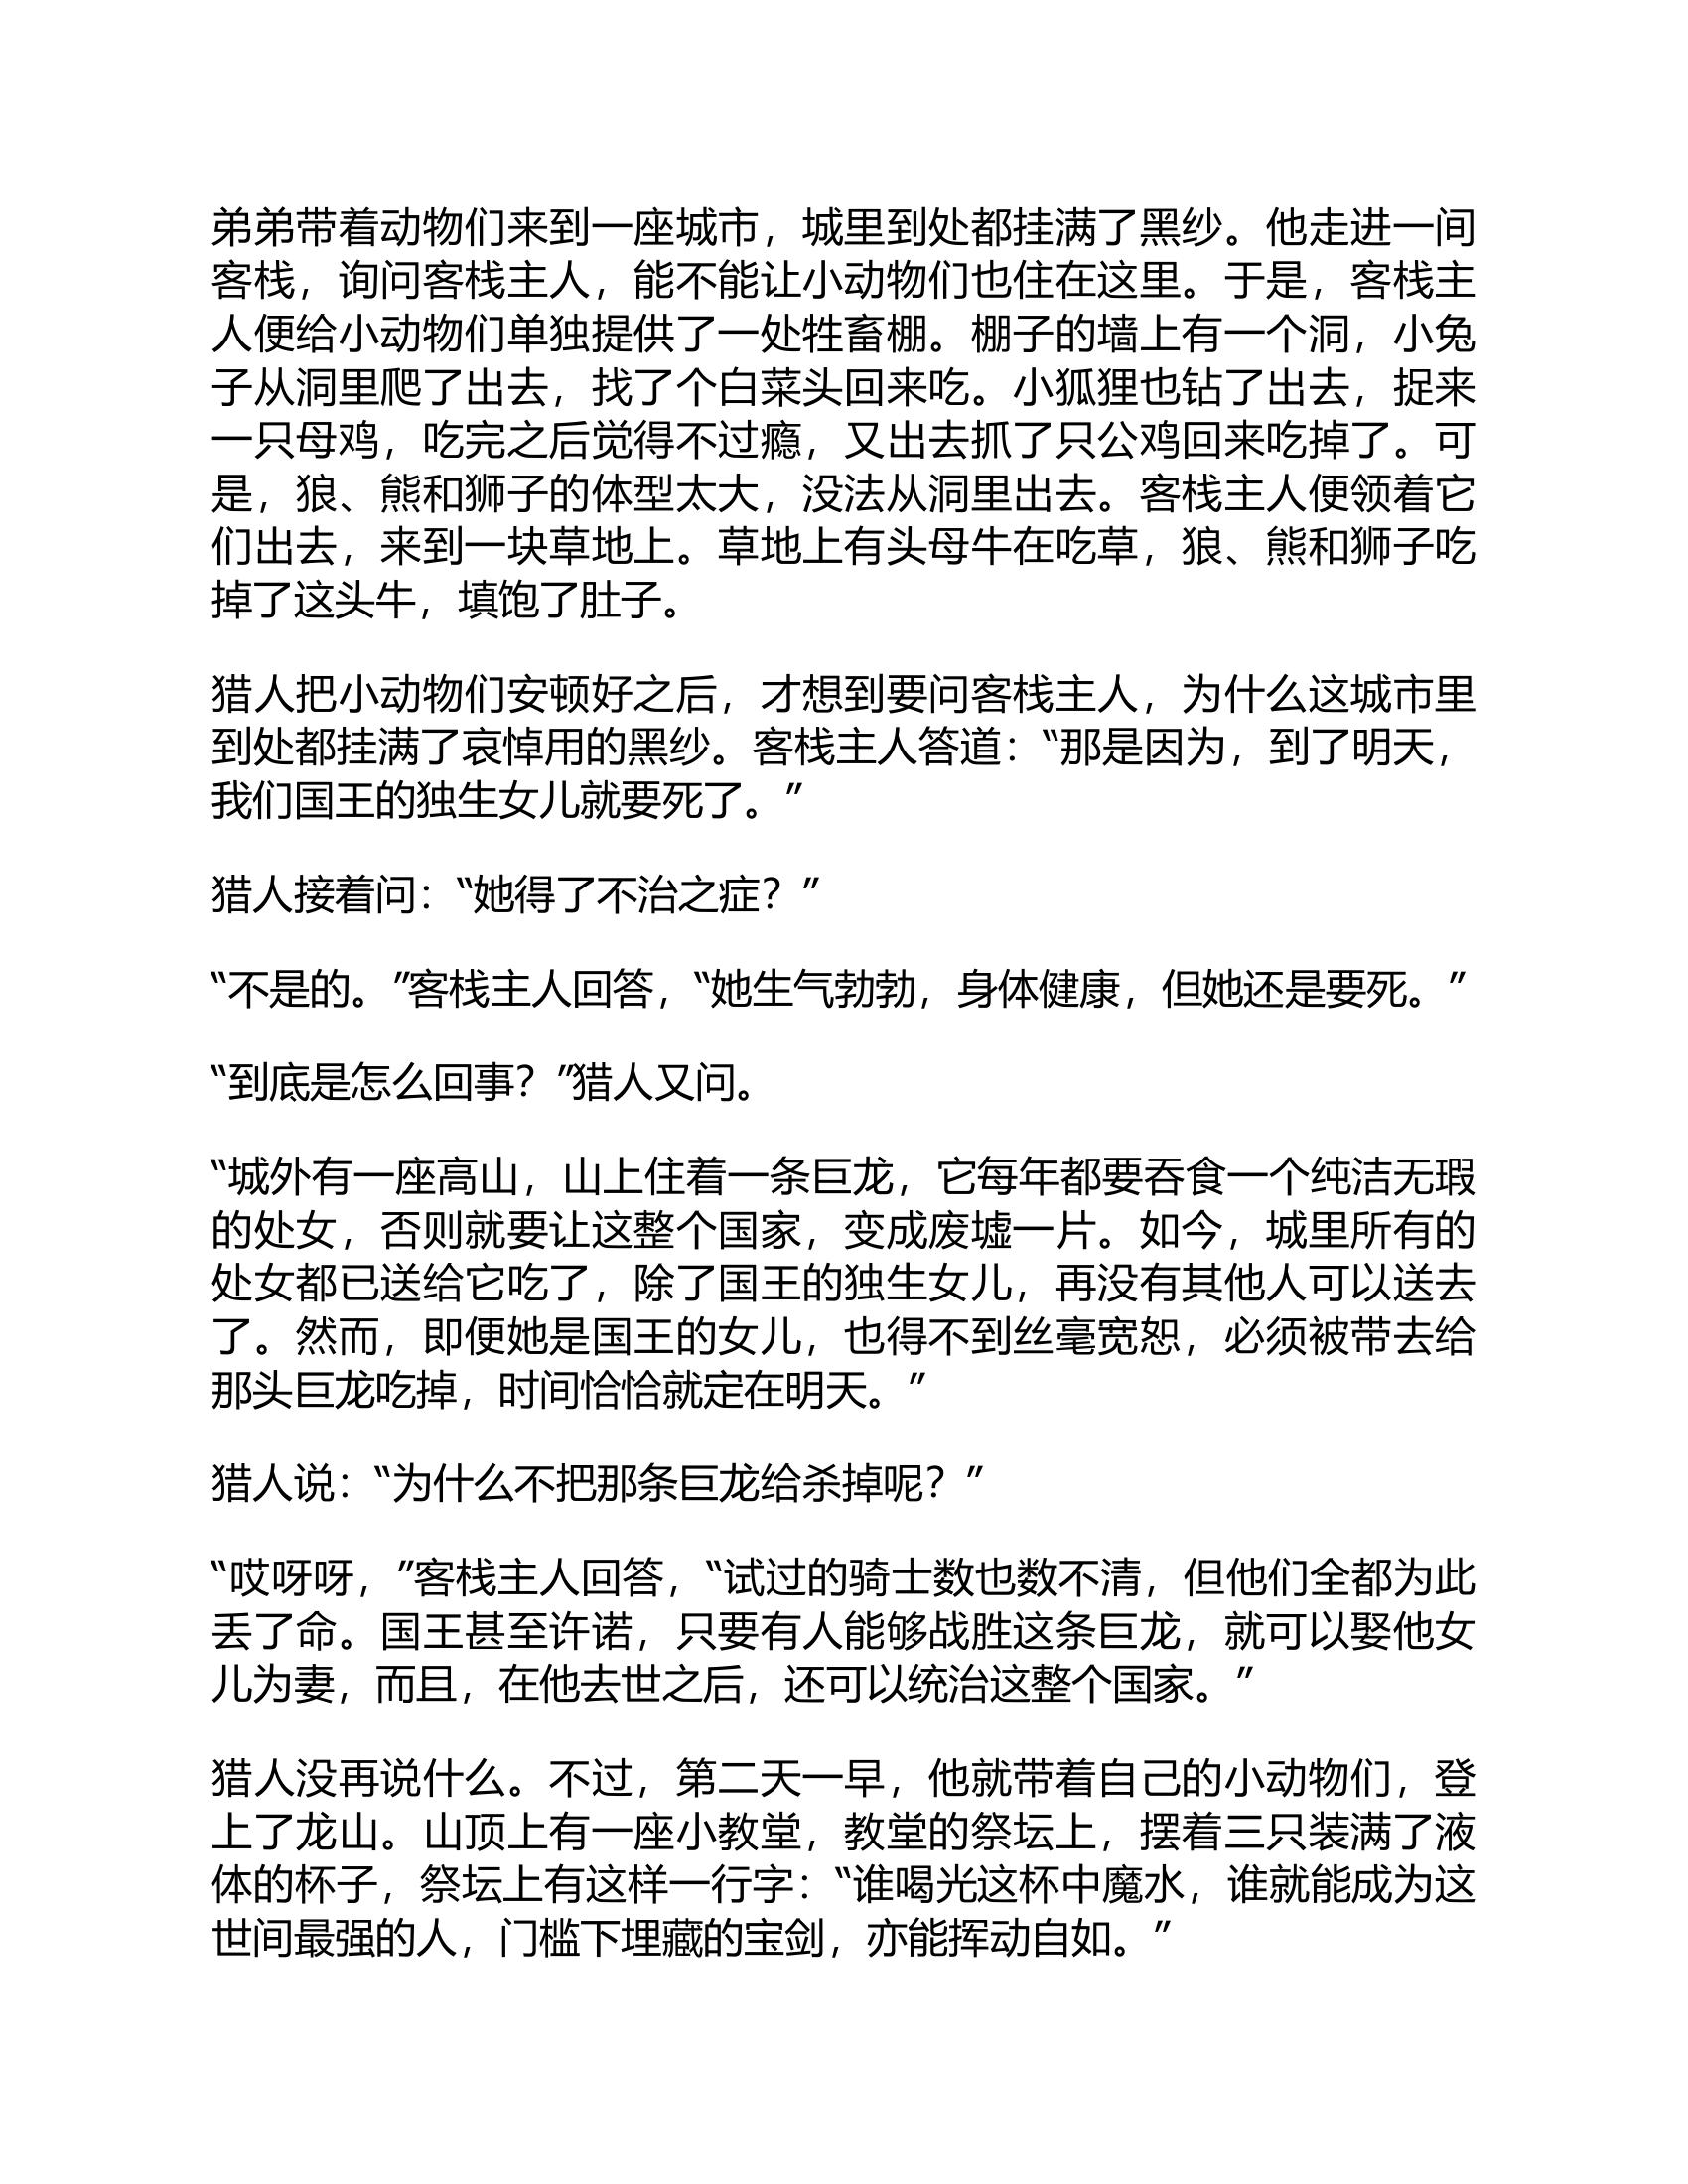 弟弟带着动物们来到一座城市，城里到处都挂满了黑纱。他走进一间
客栈，询问客栈主人，能不能让小动物们也住在这里。于是，客栈主
人便给小动物们单独提供了一处牲畜棚。棚子的墙上有一个洞，小兔
子从洞里爬了出去，找了个白菜头回来吃。小狐狸也钻了出去，捉来
一只母鸡，吃完之后觉得不过瘾，又出去抓了只公鸡回来吃掉了。可
是，狼、熊和狮子的体型太大，没法从洞里出去。客栈主人便领着它
们出去，来到一块草地上。草地上有头母牛在吃草，狼、熊和狮子吃
掉了这头牛，填饱了肚子。
猎人把小动物们安顿好之后，才想到要问客栈主人，为什么这城市里
到处都挂满了哀悼用的黑纱。客栈主人答道：“那是因为，到了明天，
我们国王的独生女儿就要死了。”
猎人接着问：“她得了不治之症？”
“不是的。”客栈主人回答，“她生气勃勃，身体健康，但她还是要死。”
“到底是怎么回事？”猎人又问。
“城外有一座高山，山上住着一条巨龙，它每年都要吞食一个纯洁无瑕
的处女，否则就要让这整个国家，变成废墟一片。如今，城里所有的
处女都已送给它吃了，除了国王的独生女儿，再没有其他人可以送去
了。然而，即便她是国王的女儿，也得不到丝毫宽恕，必须被带去给
那头巨龙吃掉，时间恰恰就定在明天。”
猎人说：“为什么不把那条巨龙给杀掉呢？”
“哎呀呀，”客栈主人回答，“试过的骑士数也数不清，但他们全都为此
丢了命。国王甚至许诺，只要有人能够战胜这条巨龙，就可以娶他女
儿为妻，而且，在他去世之后，还可以统治这整个国家。”
猎人没再说什么。不过，第二天一早，他就带着自己的小动物们，登
上了龙山。山顶上有一座小教堂，教堂的祭坛上，摆着三只装满了液
体的杯子，祭坛上有这样一行字：“谁喝光这杯中魔水，谁就能成为这
世间最强的人，门槛下埋藏的宝剑，亦能挥动自如。”